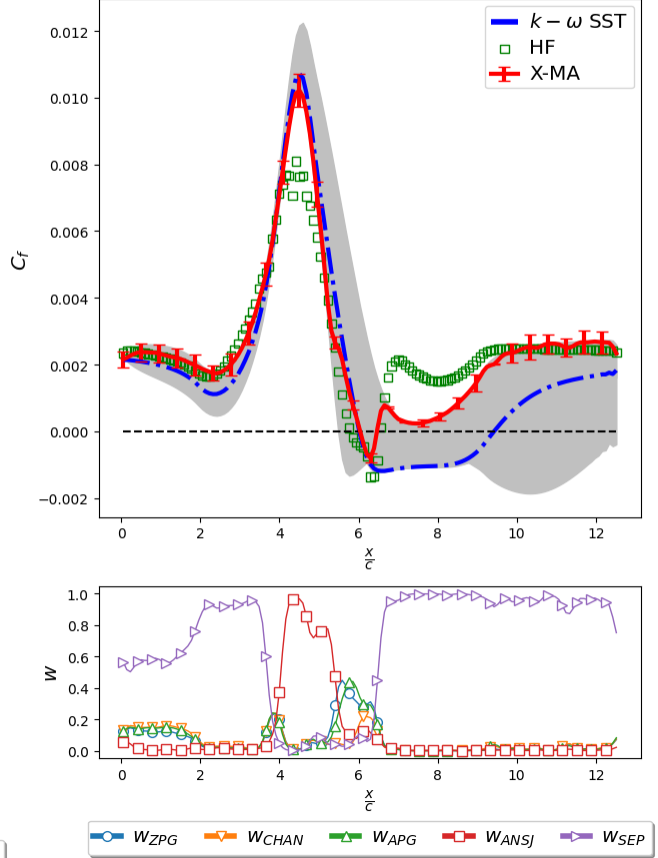 k − ω SST
HF
X-MA
0.012
0.010
0.008
0.006
0.004
0.002
0.000
−0.002
C_f
0 2 4 6 8 10 12
x/c
1.0
0.8
0.6
0.4
0.2
0.0
w
0 2 4 6 8 10 12
x/c
w_ZPG w_CHAN w_APG w_ANSJ w_SEP